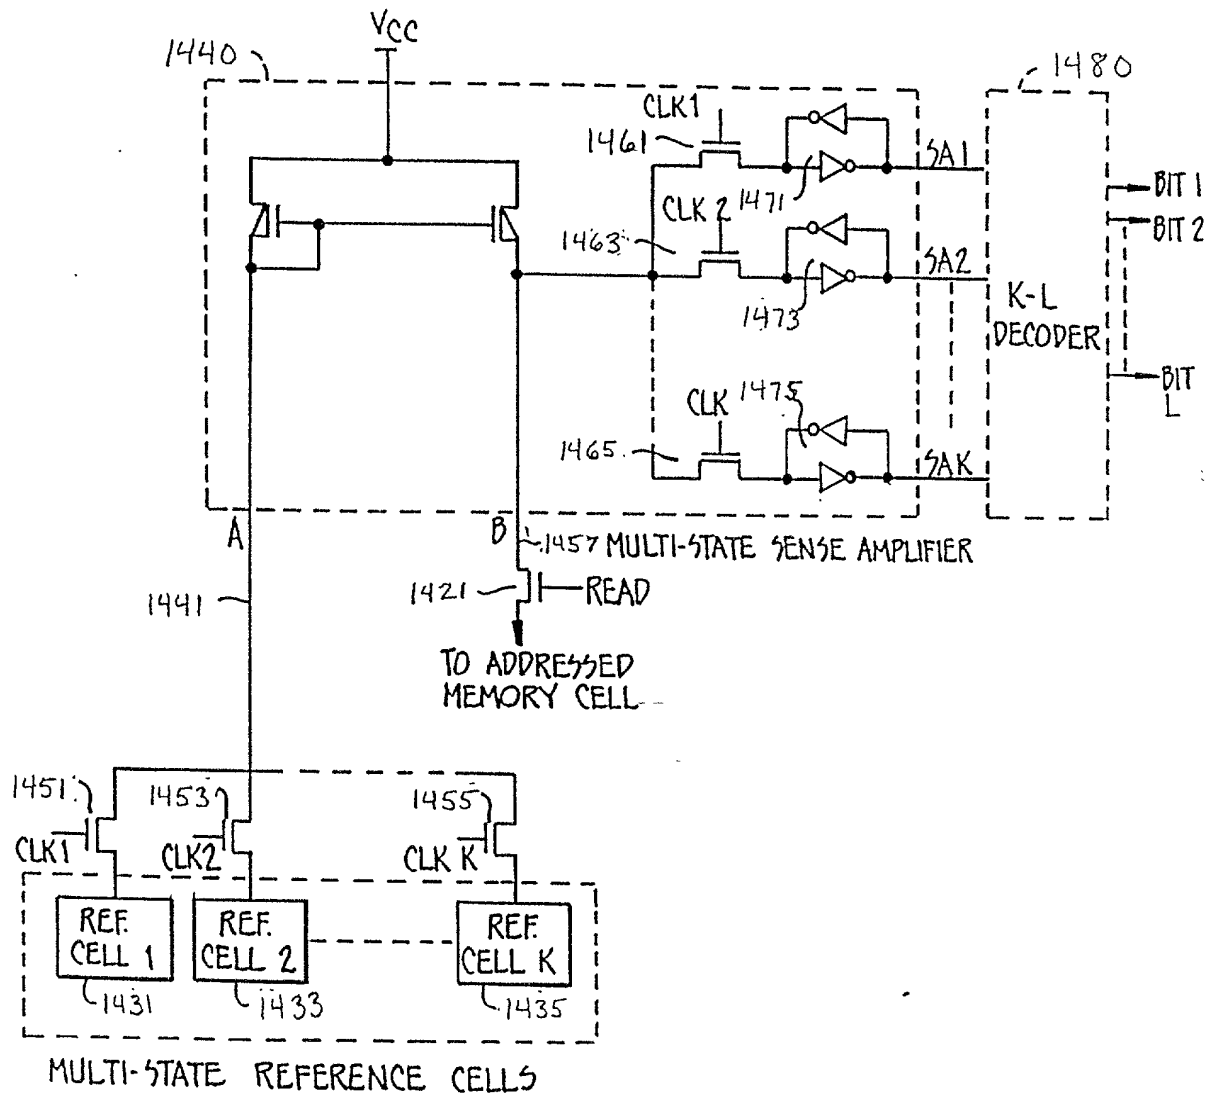 VCC
1440
1480
CLK1
1461
SA1
1471
BIT 1
CLK 2
1463
BIT 2
SA2
1473
K-L
DECODER
CLK
1475
BIT
L
1465
SAK
A
B
1457
MULTI-STATE SENSE AMPLIFIER
1441
1421
READ
TO ADDRESSED
MEMORY CELL
1451
1453
1455
CLK1
CLK2
CLK K
REF.
CELL 1
REF.
CELL 2
REF.
CELL K
1431
1433
1435
MULTI-STATE REFERENCE CELLS